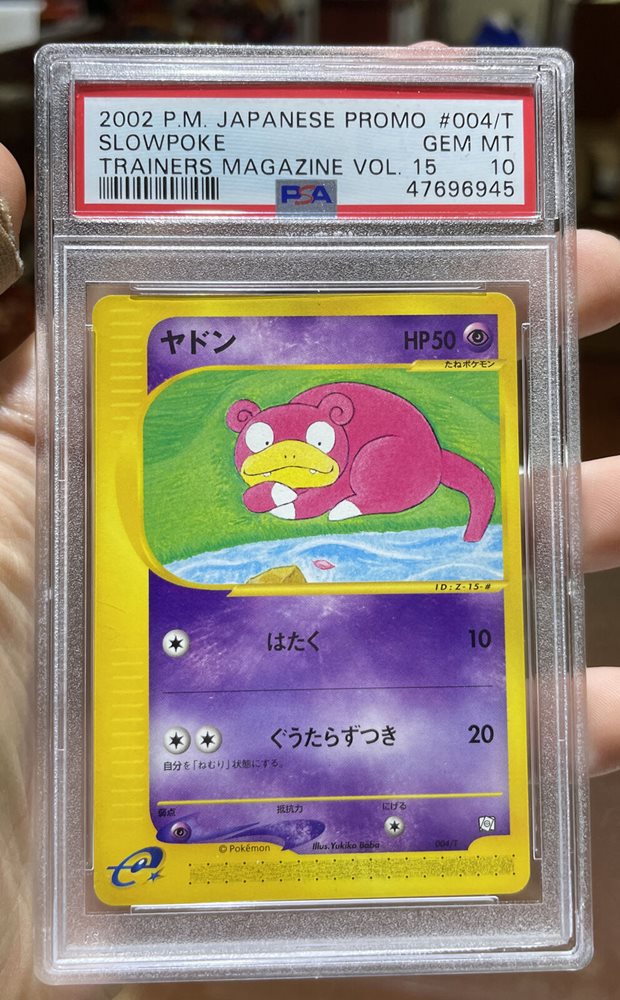 2002 P.M. JAPANESE PROMO #004/T
SLOWPOKE GEM MT
TRAINERS MAGAZINE VOL. 15 10
PSA 47696945
ヤドン HP50
たねポケモン
ID:Z-15-#
はたく 10
ぐうたらずつき 20
自分を「ねむり」状態にする。
弱点 抵抗力 にげる
© Pokémon Illus.Yukiko Baba 004/T
e